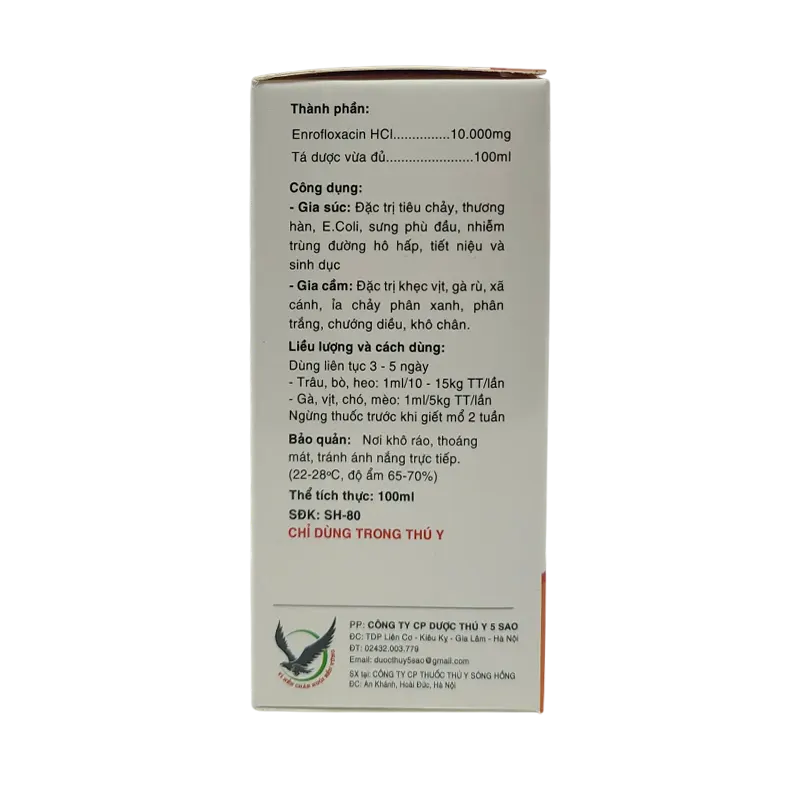 Thành phần:
Enrofloxacin HCl...............10.000mg
Tá dược vừa đủ.......................100ml
Công dụng:
- Gia súc: Đặc trị tiêu chảy, thương
hàn, E.Coli, sưng phù đầu, nhiễm
trùng đường hô hấp, tiết niệu và
sinh dục
- Gia cầm: Đặc trị khẹc vịt, gà rù, xã
cánh, ỉa chảy phân xanh, phân
trắng, chướng diều, khô chân.
Liều lượng và cách dùng:
Dùng liên tục 3 - 5 ngày
- Trâu, bò, heo: 1ml/10 - 15kg TT/lần
- Gà, vịt, chó, mèo: 1ml/5kg TT/lần
Ngừng thuốc trước khi giết mổ 2 tuần
Bảo quản: Nơi khô ráo, thoáng
mát, tránh ánh nắng trực tiếp.
(22-28ºC, độ ẩm 65-70%)
Thể tích thực: 100ml
SĐK: SH-80
CHỈ DÙNG TRONG THÚ Y
PP: CÔNG TY CP DƯỢC THÚ Y 5 SAO
ĐC: TDP Liên Cơ - Kiêu Kỵ - Gia Lâm - Hà Nội
ĐT: 02432.003.779
Email: duocthuy5sao@gmail.com
SX tại: CÔNG TY CP THUỐC THÚ Y SÔNG HỒNG
ĐC: An Khánh, Hoài Đức, Hà Nội
VÌ NỀN CHĂN NUÔI BỀN VỮNG